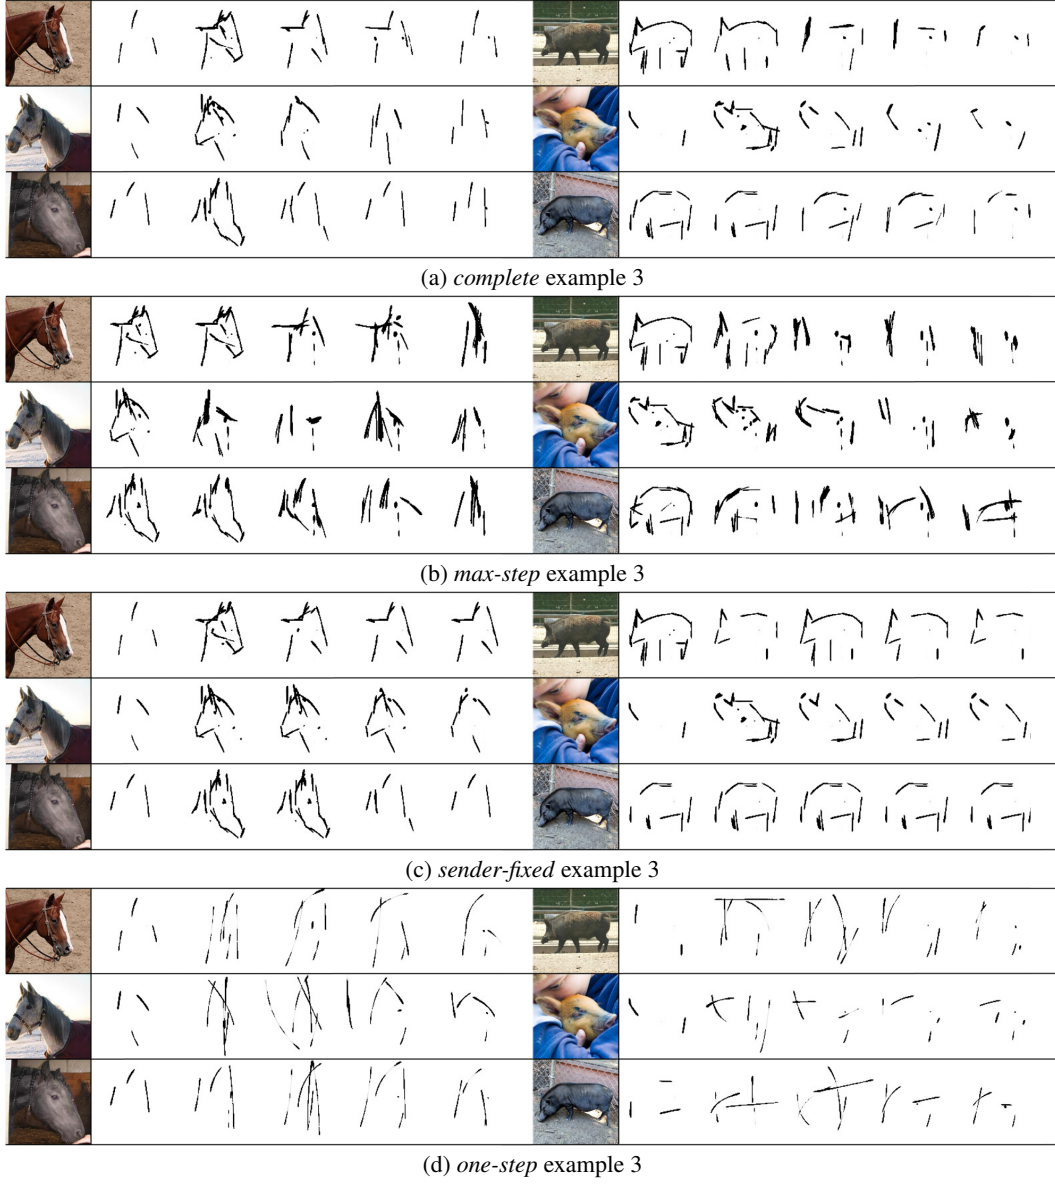 (a) complete example 3
(b) max-step example 3
(c) sender-fixed example 3
(d) one-step example 3